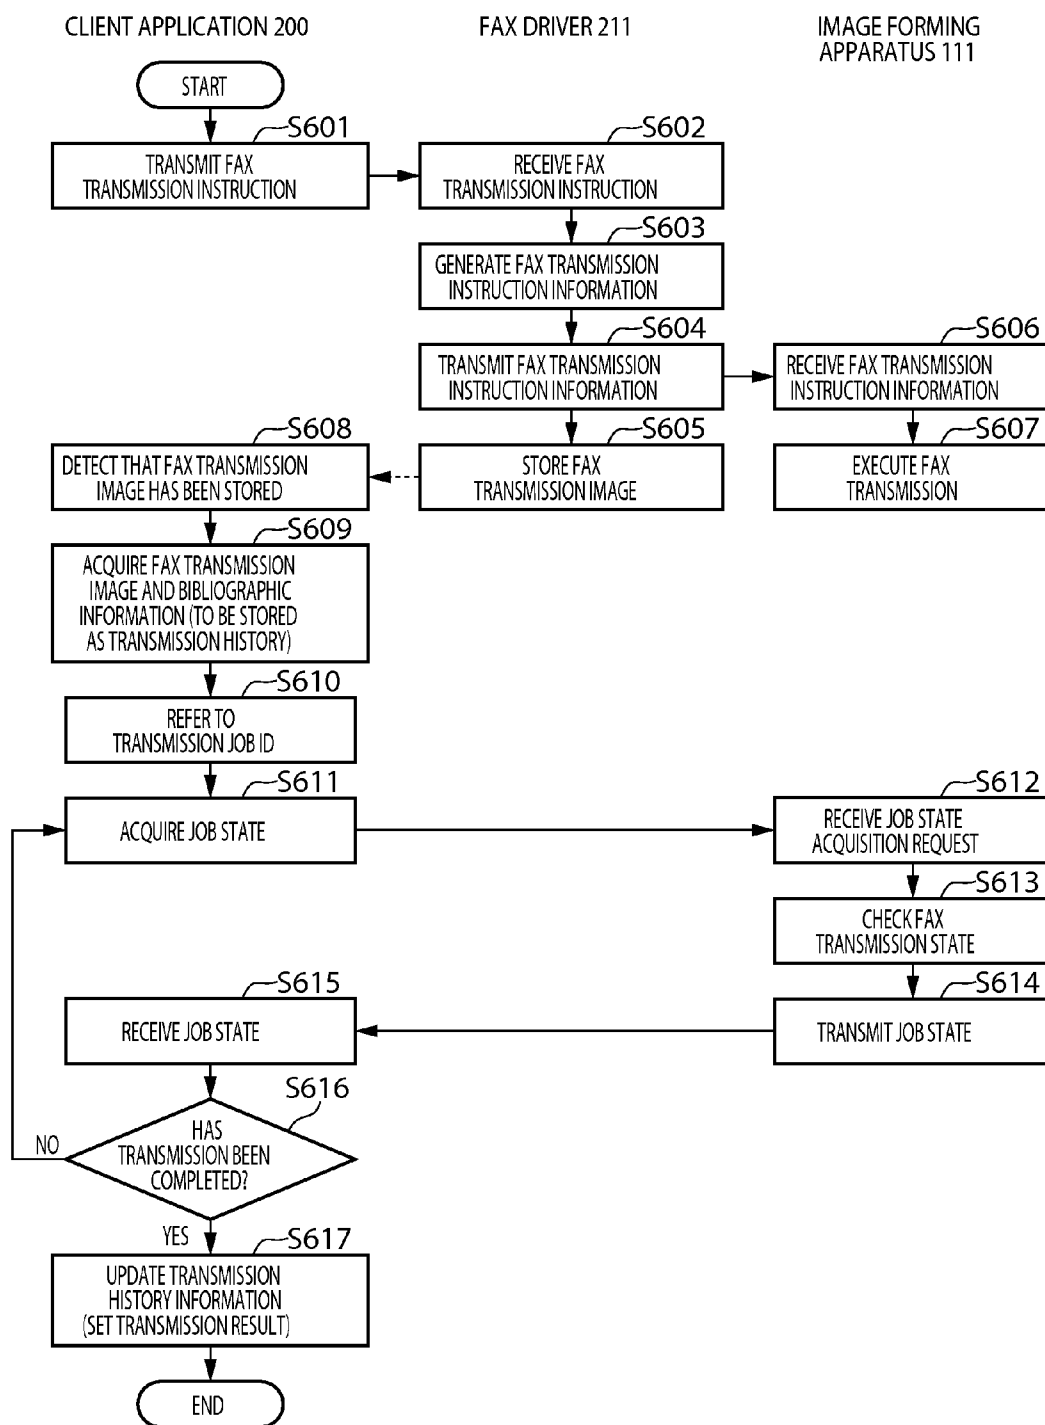 CLIENT APPLICATION 200
FAX DRIVER 211
IMAGE FORMING
APPARATUS 111
START
S601
TRANSMIT FAX
TRANSMISSION INSTRUCTION
S602
RECEIVE FAX
TRANSMISSION INSTRUCTION
S603
GENERATE FAX TRANSMISSION
INSTRUCTION INFORMATION
S604
TRANSMIT FAX TRANSMISSION
INSTRUCTION INFORMATION
S606
RECEIVE FAX TRANSMISSION
INSTRUCTION INFORMATION
S608
DETECT THAT FAX TRANSMISSION
IMAGE HAS BEEN STORED
S605
STORE FAX
TRANSMISSION IMAGE
S607
EXECUTE FAX
TRANSMISSION
S609
ACQUIRE FAX TRANSMISSION
IMAGE AND BIBLIOGRAPHIC
INFORMATION (TO BE STORED
AS TRANSMISSION HISTORY)
S610
REFER TO
TRANSMISSION JOB ID
S611
ACQUIRE JOB STATE
S612
RECEIVE JOB STATE
ACQUISITION REQUEST
S613
CHECK FAX
TRANSMISSION STATE
S615
RECEIVE JOB STATE
S614
TRANSMIT JOB STATE
S616
HAS
TRANSMISSION BEEN
COMPLETED?
NO
YES
S617
UPDATE TRANSMISSION
HISTORY INFORMATION
(SET TRANSMISSION RESULT)
END